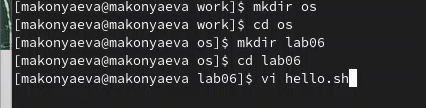 [makonyaeva@makonyaeva work]$ mkdir os
[makonyaeva@makonyaeva work]$ cd os
[makonyaeva@makonyaeva os]$ mkdir lab06
[makonyaeva@makonyaeva os]$ cd lab06
[makonyaeva@makonyaeva lab06]$ vi hello.sh